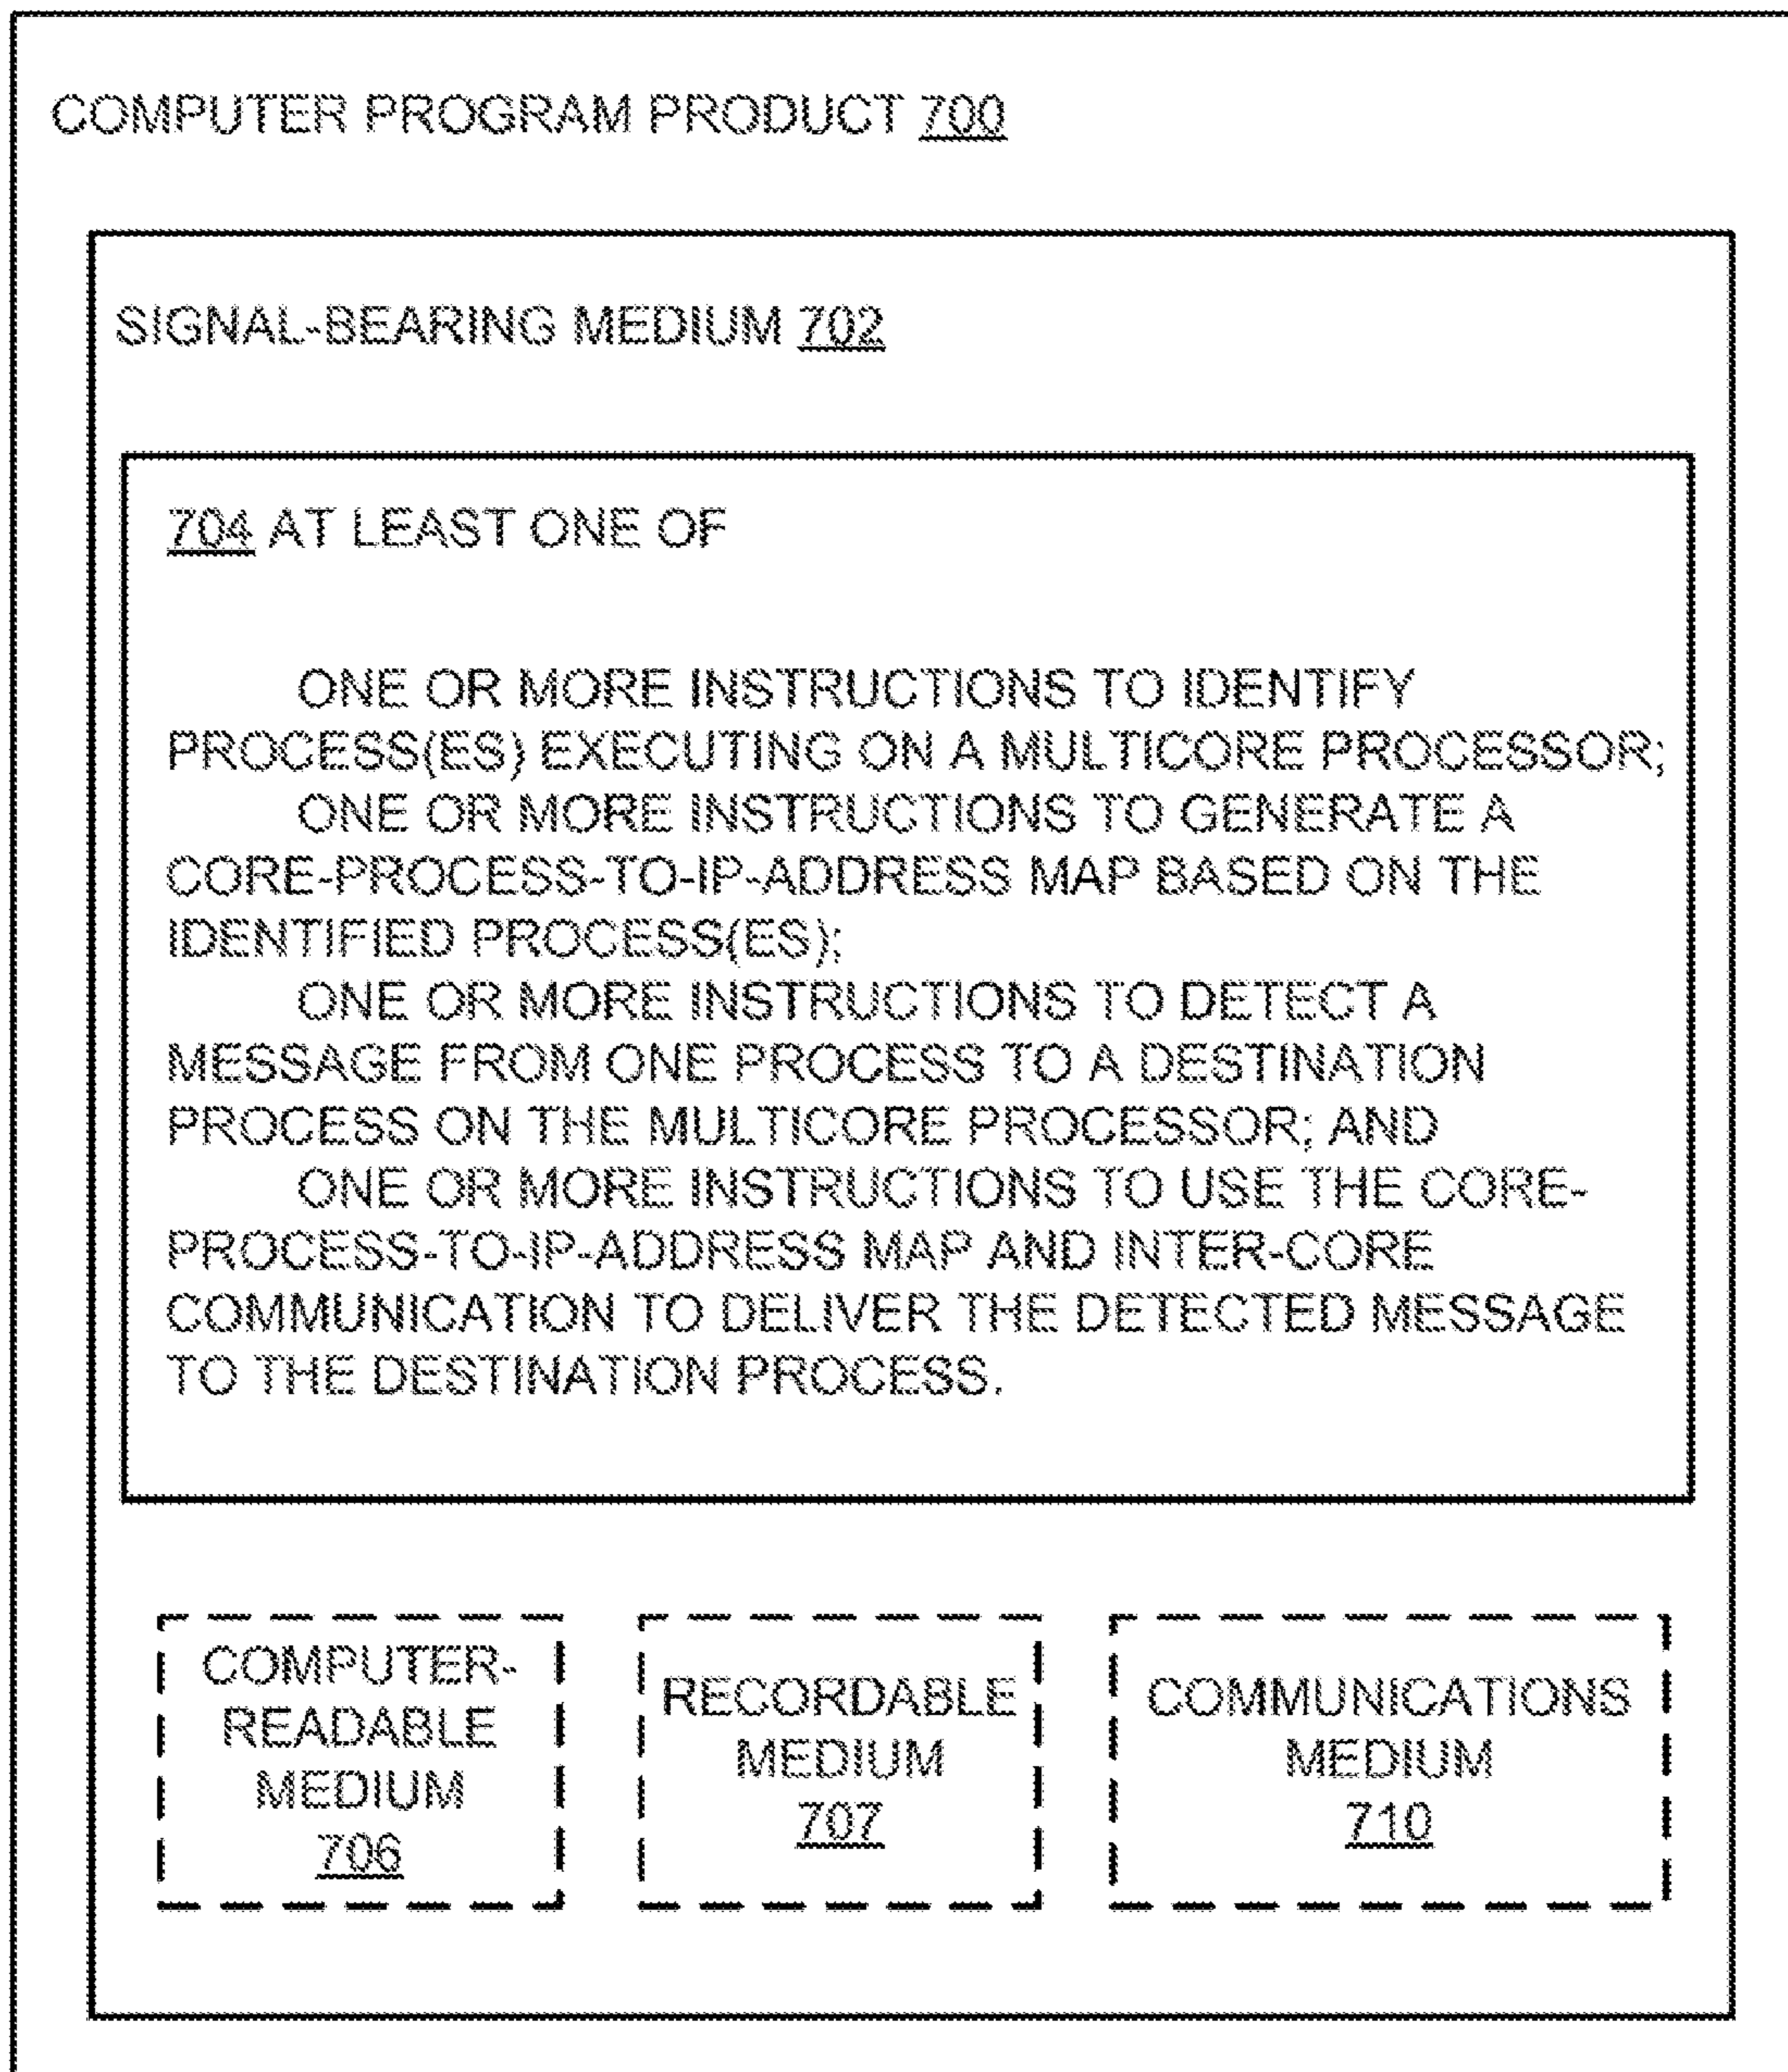 COMPUTER PROGRAM PRODUCT 700
SIGNAL-BEARING MEDIUM 702
704 AT LEAST ONE OF
ONE OR MORE INSTRUCTIONS TO IDENTIFY
PROCESS(ES) EXECUTING ON A MULTICORE PROCESSOR;
ONE OR MORE INSTRUCTIONS TO GENERATE A
CORE-PROCESS-TO-IP-ADDRESS MAP BASED ON THE
IDENTIFIED PROCESS(ES);
ONE OR MORE INSTRUCTIONS TO DETECT A
MESSAGE FROM ONE PROCESS TO A DESTINATION
PROCESS ON THE MULTICORE PROCESSOR; AND
ONE OR MORE INSTRUCTIONS TO USE THE CORE-
PROCESS-TO-IP-ADDRESS MAP AND INTER-CORE
COMMUNICATION TO DELIVER THE DETECTED MESSAGE
TO THE DESTINATION PROCESS.
COMPUTER-
READABLE
MEDIUM
706
RECORDABLE
MEDIUM
707
COMMUNICATIONS
MEDIUM
710